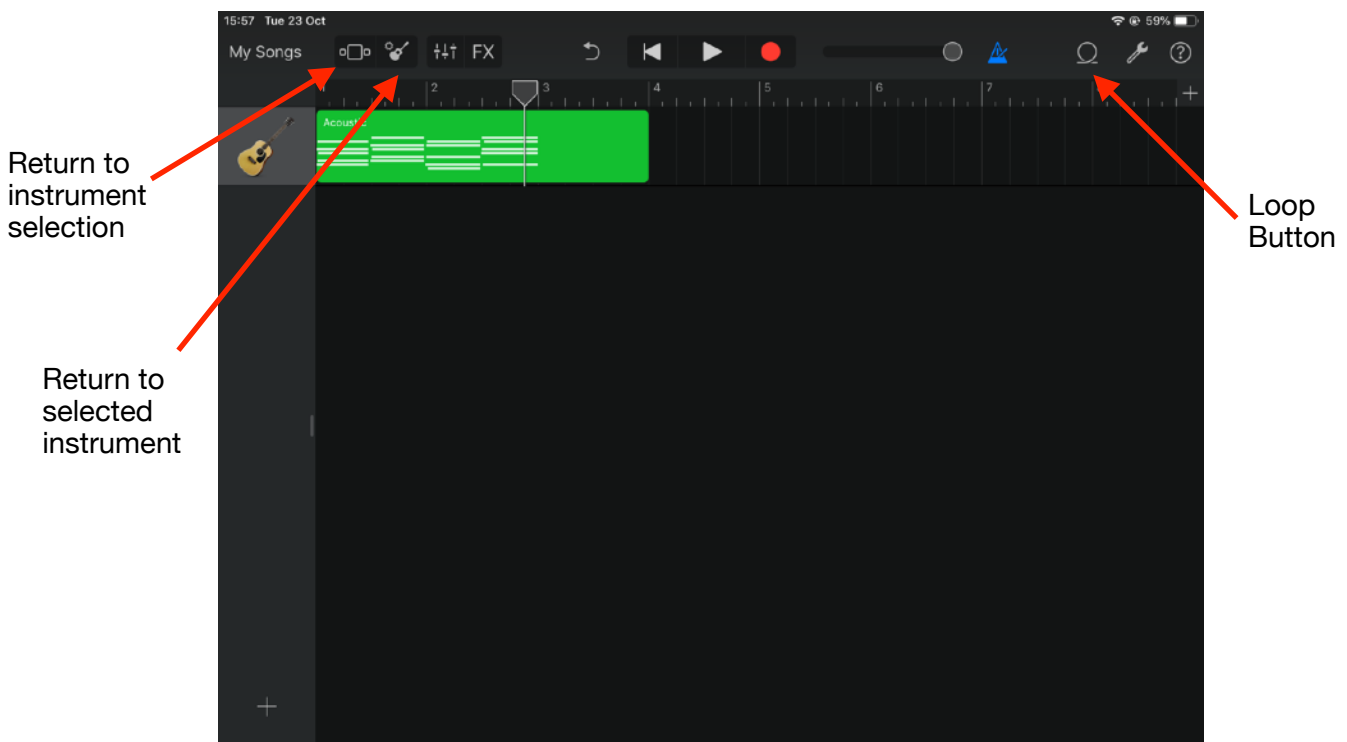 15:57 Tue 23 Oct
59%
My Songs
FX
1
2
3
4
5
6
7
Acoustic
Return to
instrument
selection
Loop
Button
Return to
selected
instrument